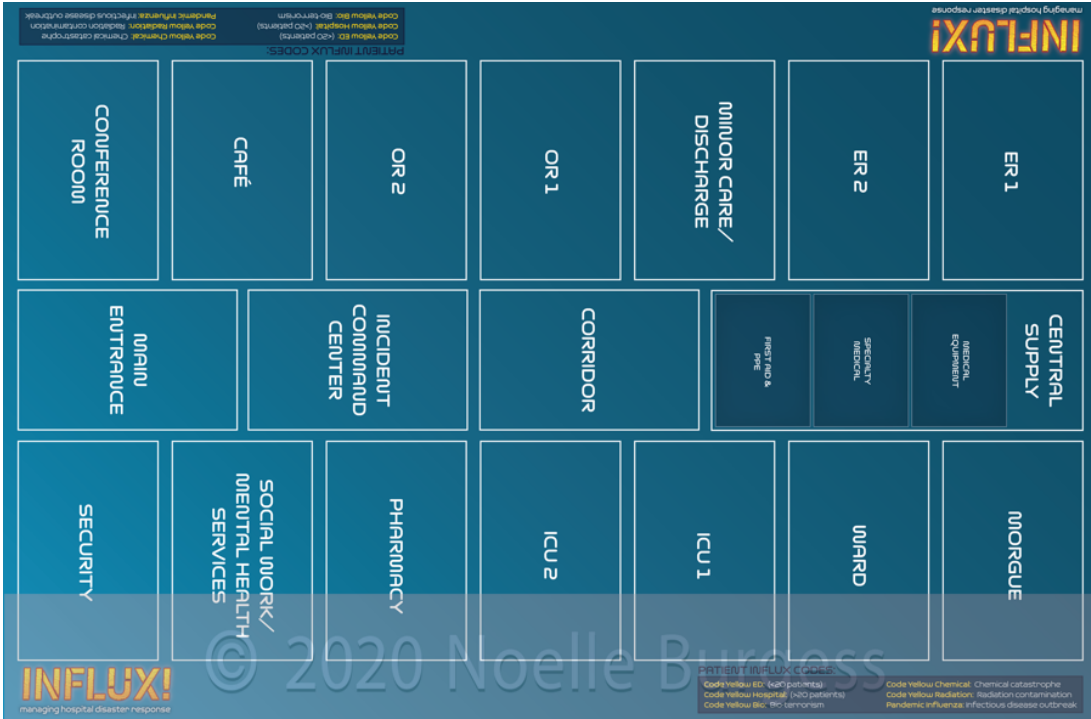 INFLUX!
managing hospital disaster response
PATIENT INFLUX CODES:
Code Yellow ED: (<20 patients)
Code Yellow Hospital: (>20 patients)
Code Yellow Bio: Bio-terrorism
Code Yellow Chemical: Chemical catastrophe
Code Yellow Radiation: Radiation contamination
Pandemic Influenza: Infectious disease outbreak
CONFERENCE
ROOM
CAFÉ
OR 2
OR 1
MINOR CARE/
DISCHARGE
ER 2
ER 1
MAIN
ENTRANCE
INCIDENT
COMMAND
CENTER
CORRIDOR
FIRST AID &
PPE
SPECIALTY
MEDICAL
MEDICAL
EQUIPMENT
CENTRAL
SUPPLY
SECURITY
SOCIAL WORK/
MENTAL HEALTH
SERVICES
PHARMACY
ICU 2
ICU 1
WARD
MORGUE
© 2020 Noelle Burgess
INFLUX!
managing hospital disaster response
PATIENT INFLUX CODES:
Code Yellow ED: (<20 patients)
Code Yellow Hospital: (>20 patients)
Code Yellow Bio: Bio terrorism
Code Yellow Chemical: Chemical catastrophe
Code Yellow Radiation: Radiation contamination
Pandemic Influenza: Infectious disease outbreak